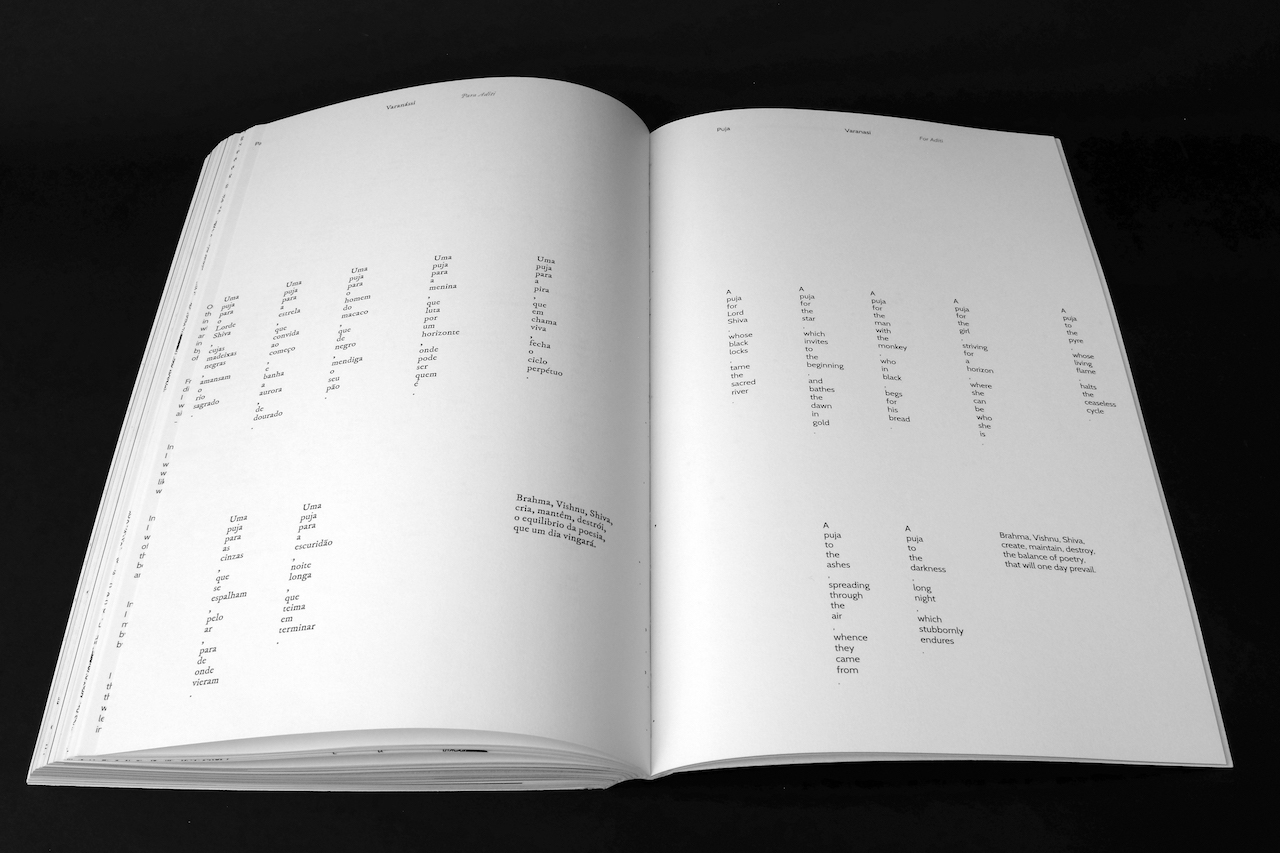 Varanássi
Para Aditi
Uma
puja
para
o
Lorde
Shiva
,
cujas
madeixas
negras
,
amansam
o
rio
sagrado
.
Uma
puja
para
a
estrela
,
que
convida
ao
começo
,
e
banha
a
aurora
,
de
dourado
.
Uma
puja
para
o
homem
do
macaco
,
que
de
negro
,
mendiga
o
seu
pão
.
Uma
puja
para
a
menina
,
que
luta
por
um
horizonte
,
onde
pode
ser
quem
é
.
Uma
puja
para
a
pira
,
que
em
chama
viva
,
fecha
o
ciclo
perpétuo
.
Uma
puja
para
as
cinzas
,
que
se
espalham
,
pelo
ar
,
para
de
onde
vieram
.
Uma
puja
para
a
escuridão
,
noite
longa
,
que
teima
em
terminar
.
Brahma, Vishnu, Shiva,
cria, mantém, destrói,
o equilíbrio da poesia,
que um dia vingará.
Puja
Varanasi
For Aditi
A
puja
for
Lord
Shiva
,
whose
black
locks
,
tame
the
sacred
river
.
A
puja
for
the
star
,
which
invites
to
the
beginning
,
and
bathes
the
dawn
in
gold
.
A
puja
for
the
man
with
the
monkey
,
who
in
black
,
begs
for
his
bread
.
A
puja
for
the
girl
,
striving
for
a
horizon
,
where
she
can
be
who
she
is
.
A
puja
to
the
pyre
,
whose
living
flame
,
halts
the
ceaseless
cycle
.
A
puja
to
the
ashes
,
spreading
through
the
air
,
whence
they
came
from
.
A
puja
to
the
darkness
,
long
night
,
which
stubbornly
endures
.
Brahma, Vishnu, Shiva,
create, maintain, destroy,
the balance of poetry,
that will one day prevail.